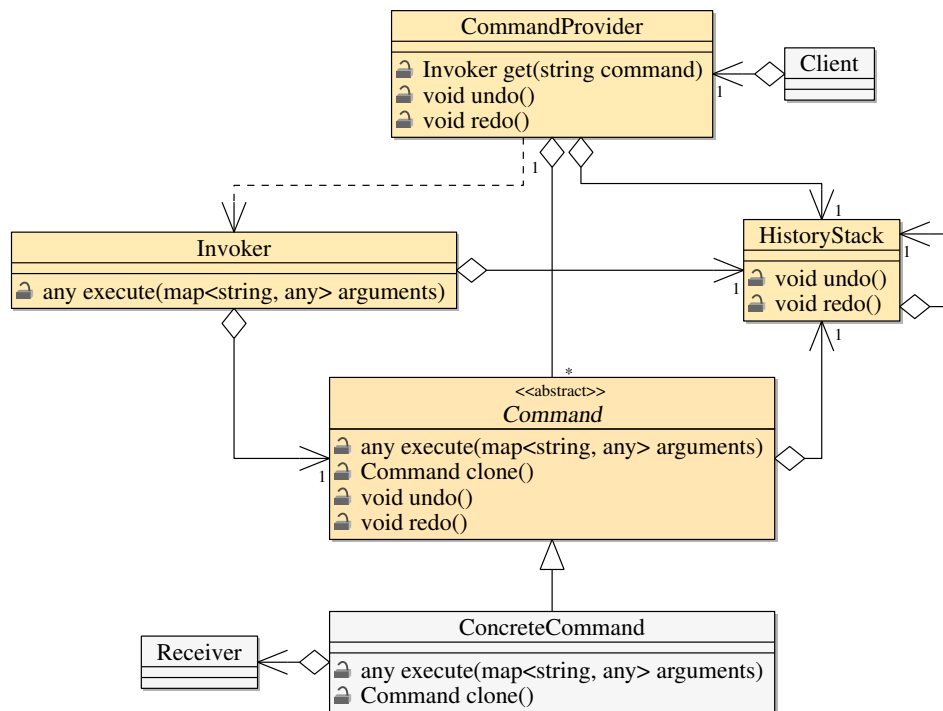 CommandProvider
Invoker get(string command)
void undo()
void redo()
Client
1
1
1
Invoker
any execute(map<string, any> arguments)
HistoryStack
void undo()
void redo()
1
1
1
*
<<abstract>>
Command
any execute(map<string, any> arguments)
Command clone()
void undo()
void redo()
1
ConcreteCommand
any execute(map<string, any> arguments)
Command clone()
Receiver